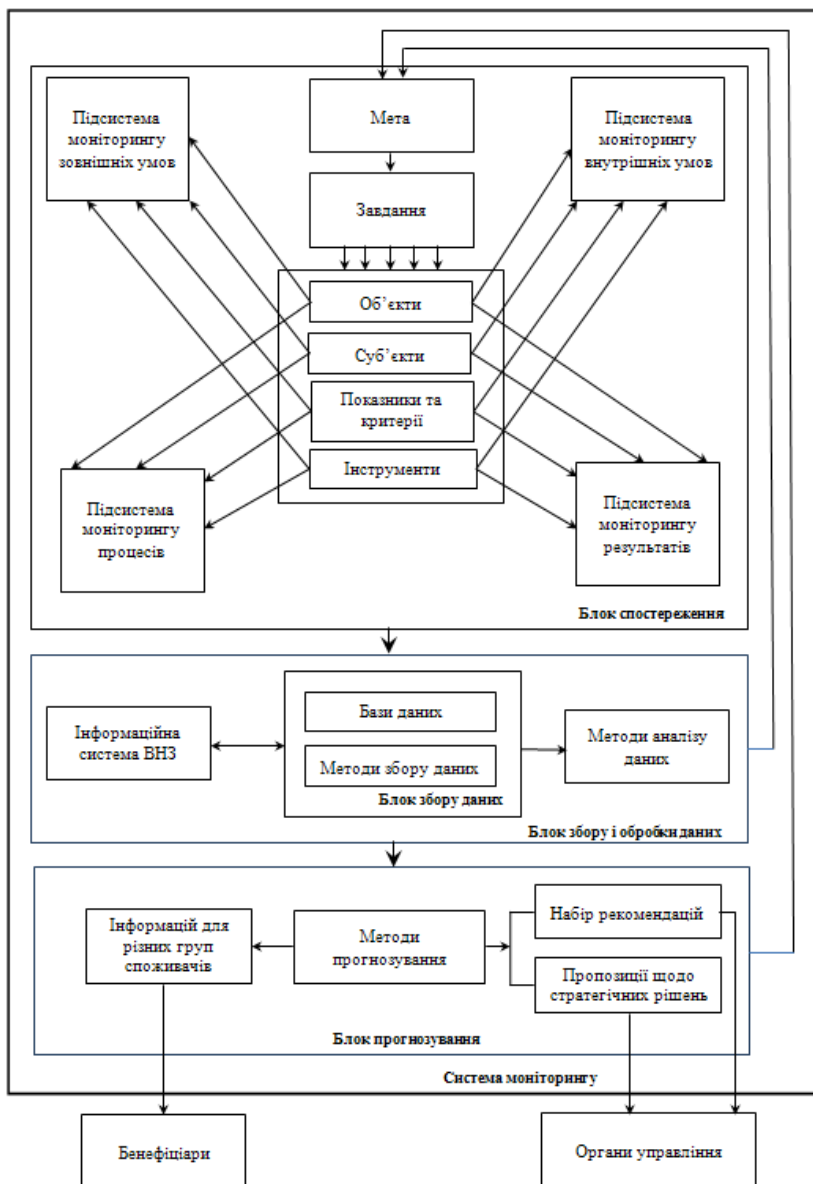 Підсистема
моніторингу
зовнішніх умов
Мета
Підсистема
моніторингу
внутрішніх умов
Завдання
Об’єкти
Суб’єкти
Показники та
критерії
Інструменти
Підсистема
моніторингу
процесів
Підсистема
моніторингу
результатів
Блок спостереження
Інформаційна
система ВНЗ
Бази даних
Методи збору даних
Блок збору даних
Методи аналізу
даних
Блок збору і обробки даних
Інформацій для
різних груп
споживачів
Методи
прогнозування
Набір рекомендацій
Пропозиції щодо
стратегічних рішень
Блок прогнозування
Система моніторингу
Бенефіціари
Органи управління